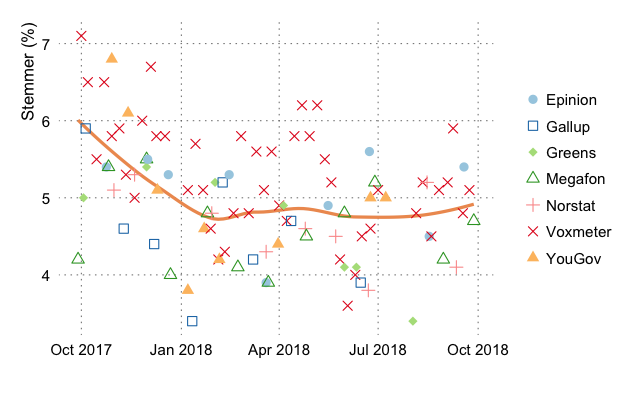 Stemmer (%)
7
6
5
4
Oct 2017
Jan 2018
Apr 2018
Jul 2018
Oct 2018
Epinion
Gallup
Greens
Megafon
Norstat
Voxmeter
YouGov